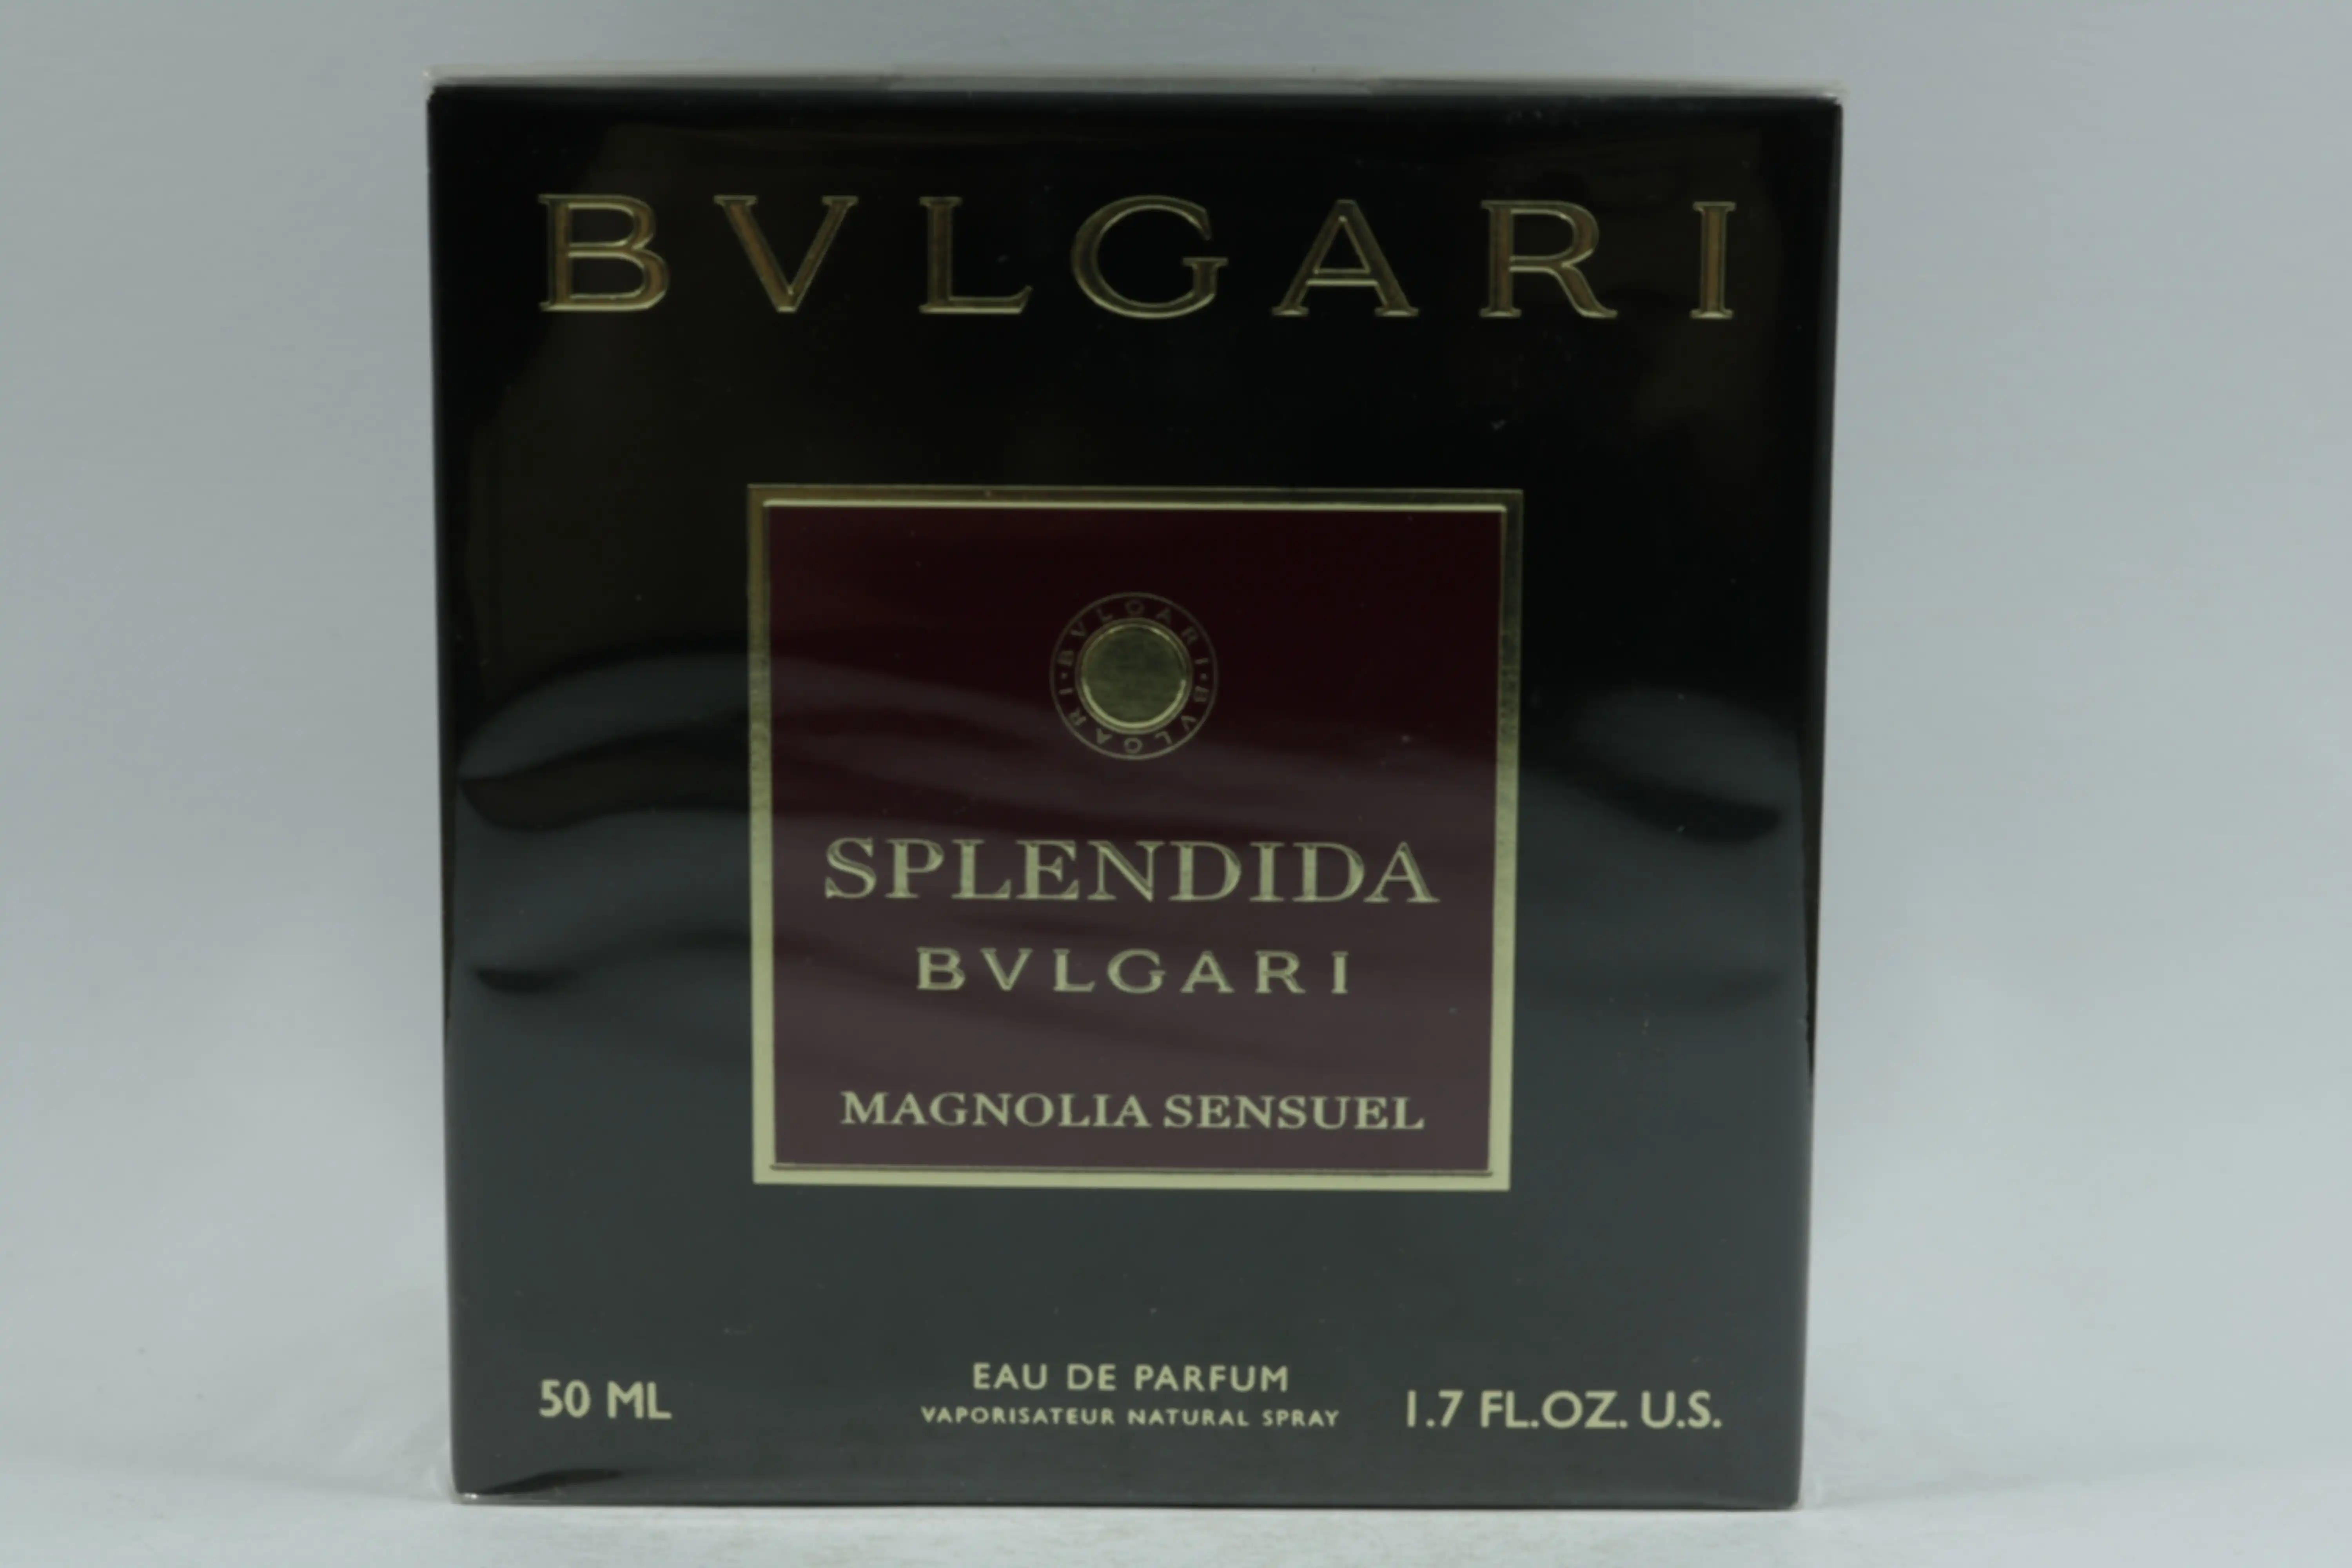 BVLGARI
BVLGARI · BVLGARI ·
SPLENDIDA
BVLGARI
MAGNOLIA SENSUEL
50 ML
EAU DE PARFUM
VAPORISATEUR NATURAL SPRAY
1.7 FL.OZ. U.S.